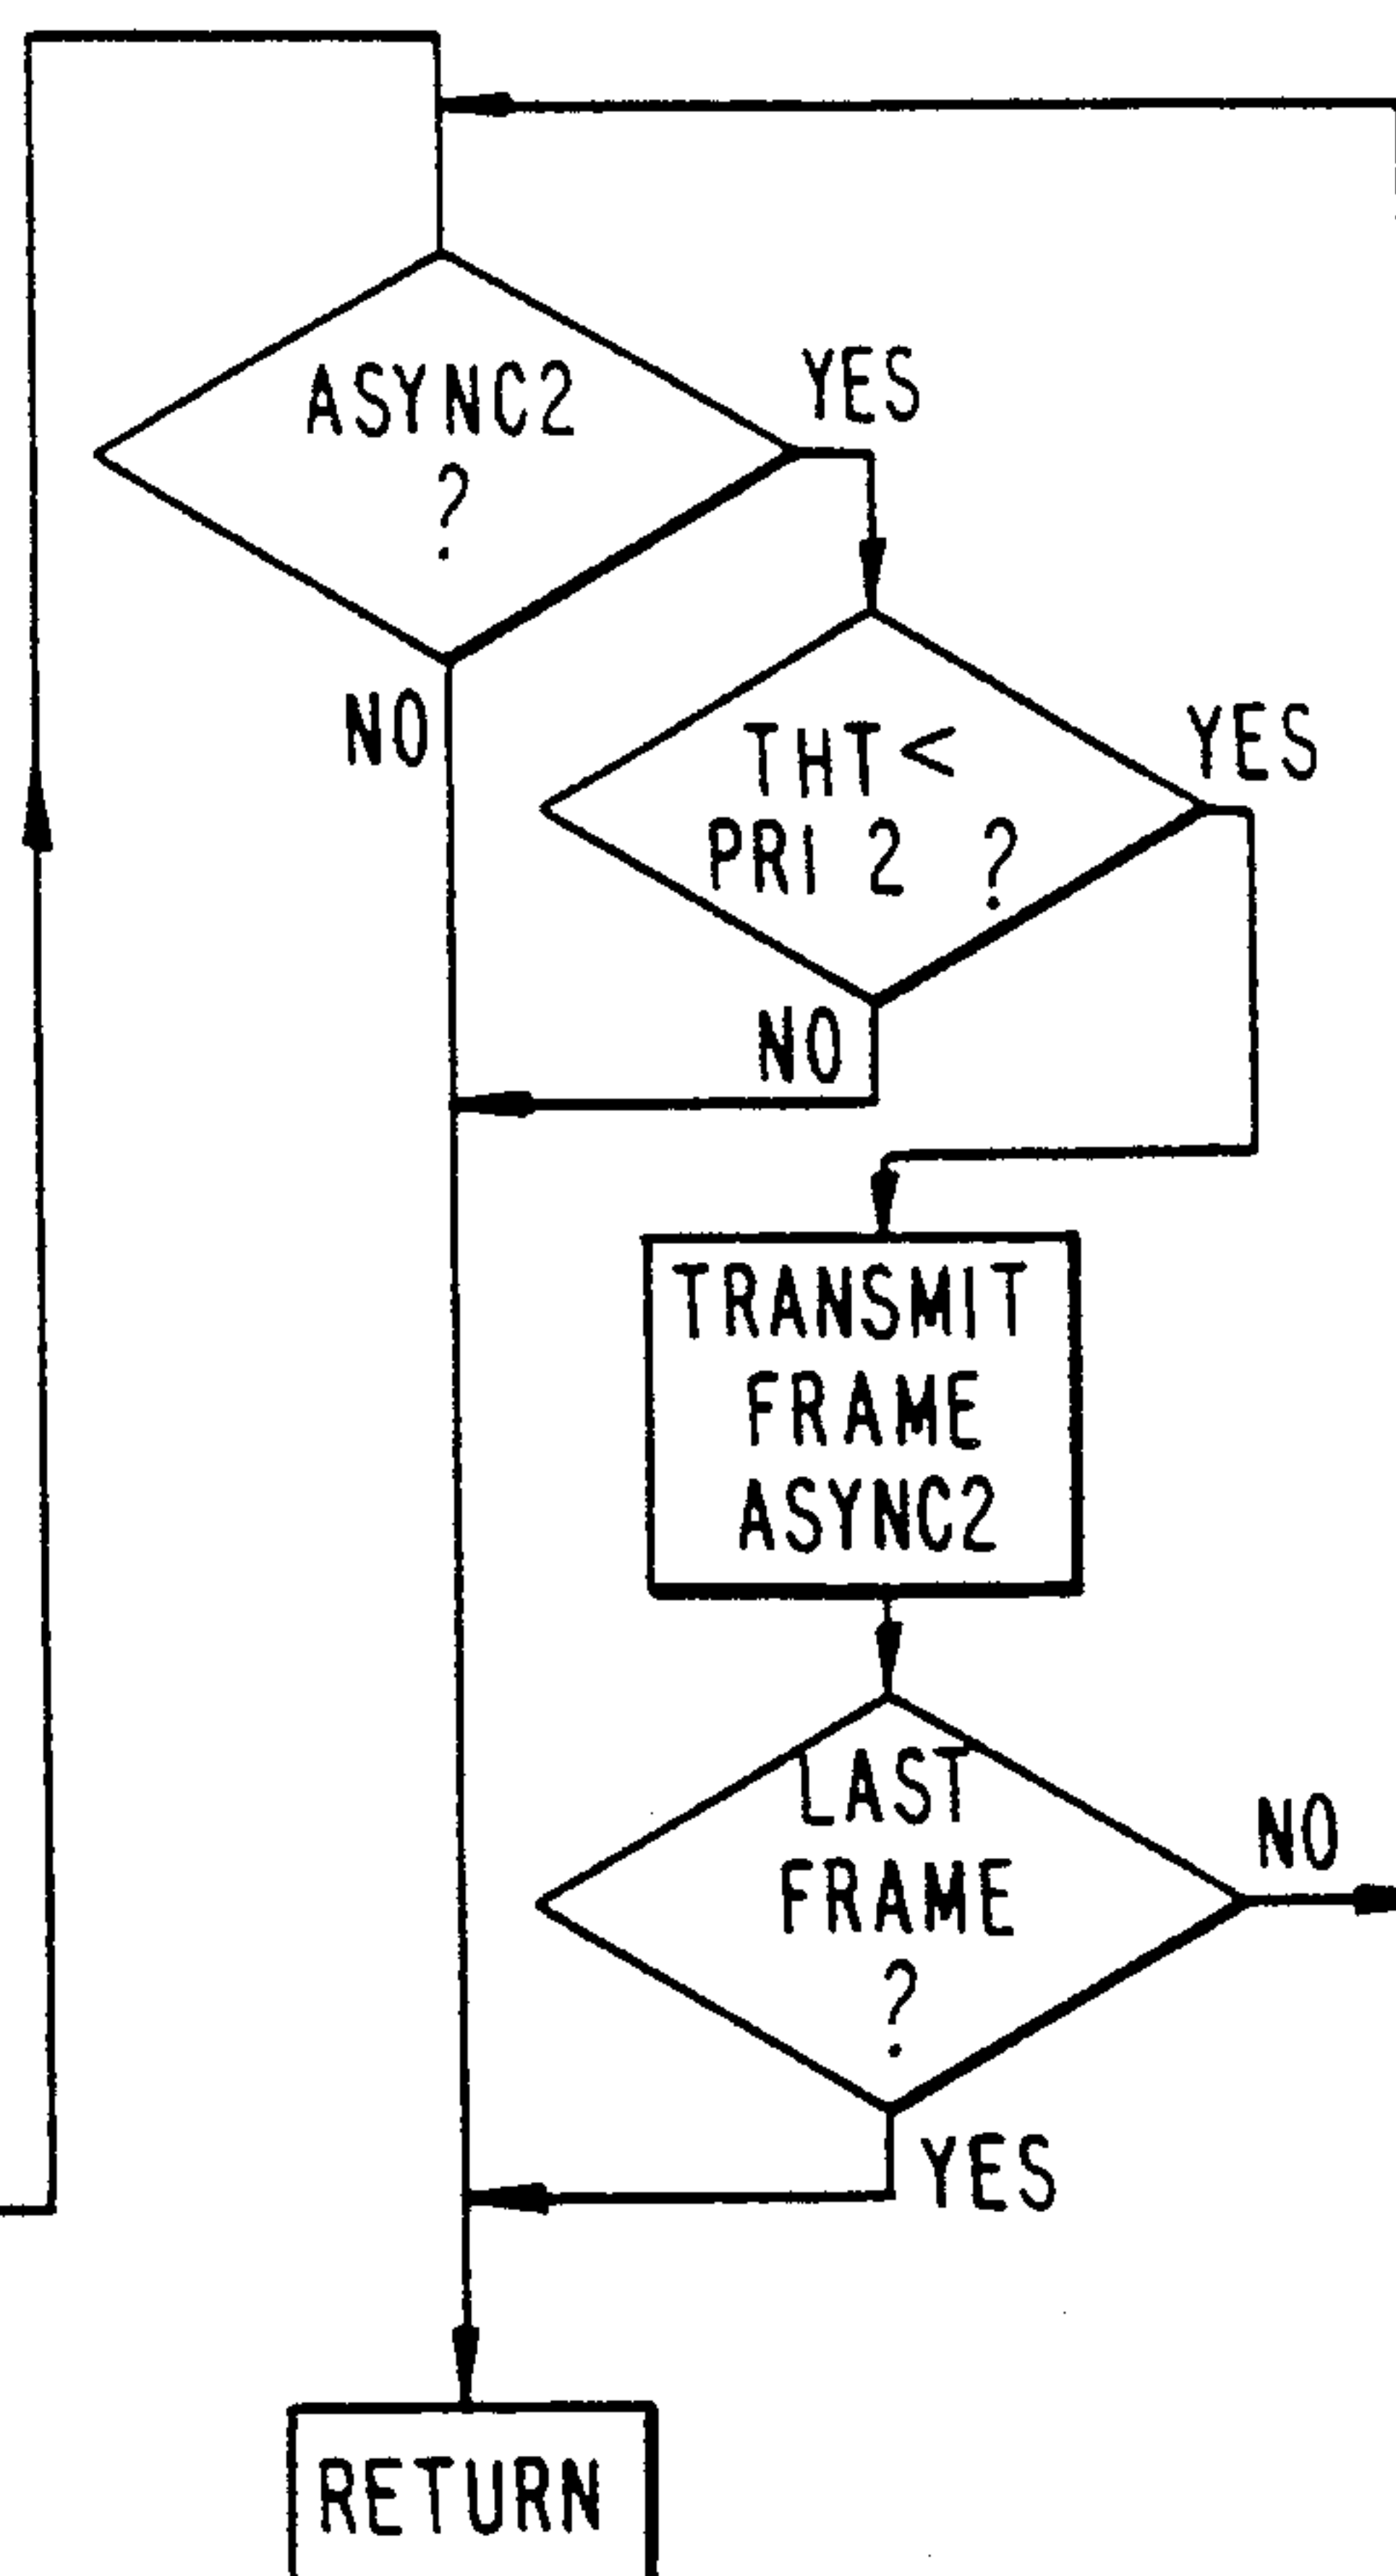 ASYNC2
?
YES
NO
THT <
PRI 2 ?
YES
NO
TRANSMIT
FRAME
ASYNC2
LAST
FRAME
?
NO
YES
RETURN